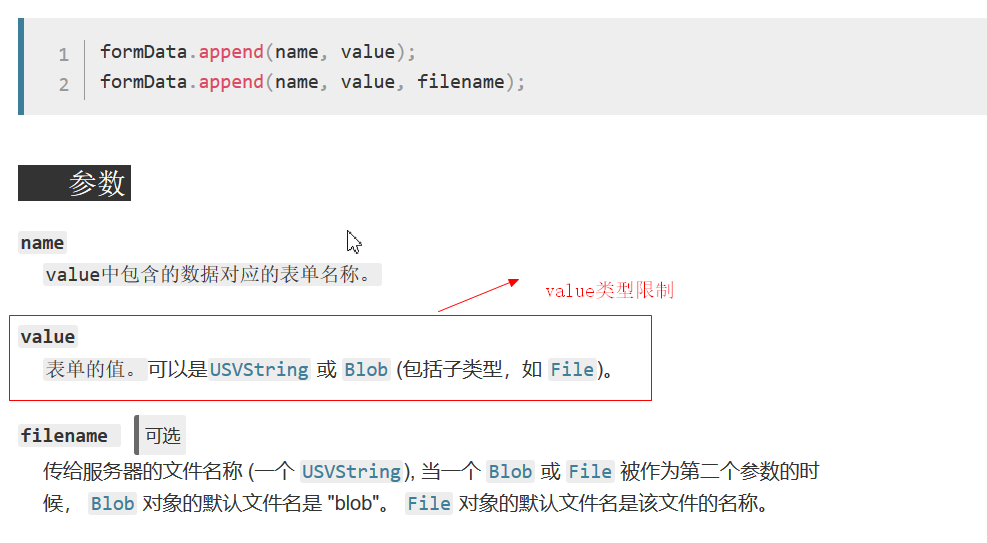 1 formData.append(name, value);
2 formData.append(name, value, filename);
参数
name
value中包含的数据对应的表单名称。
value类型限制
value
表单的值。可以是USVString 或 Blob (包括子类型，如 File)。
filename 可选
传给服务器的文件名称 (一个 USVString), 当一个 Blob 或 File 被作为第二个参数的时
候， Blob 对象的默认文件名是 "blob"。 File 对象的默认文件名是该文件的名称。